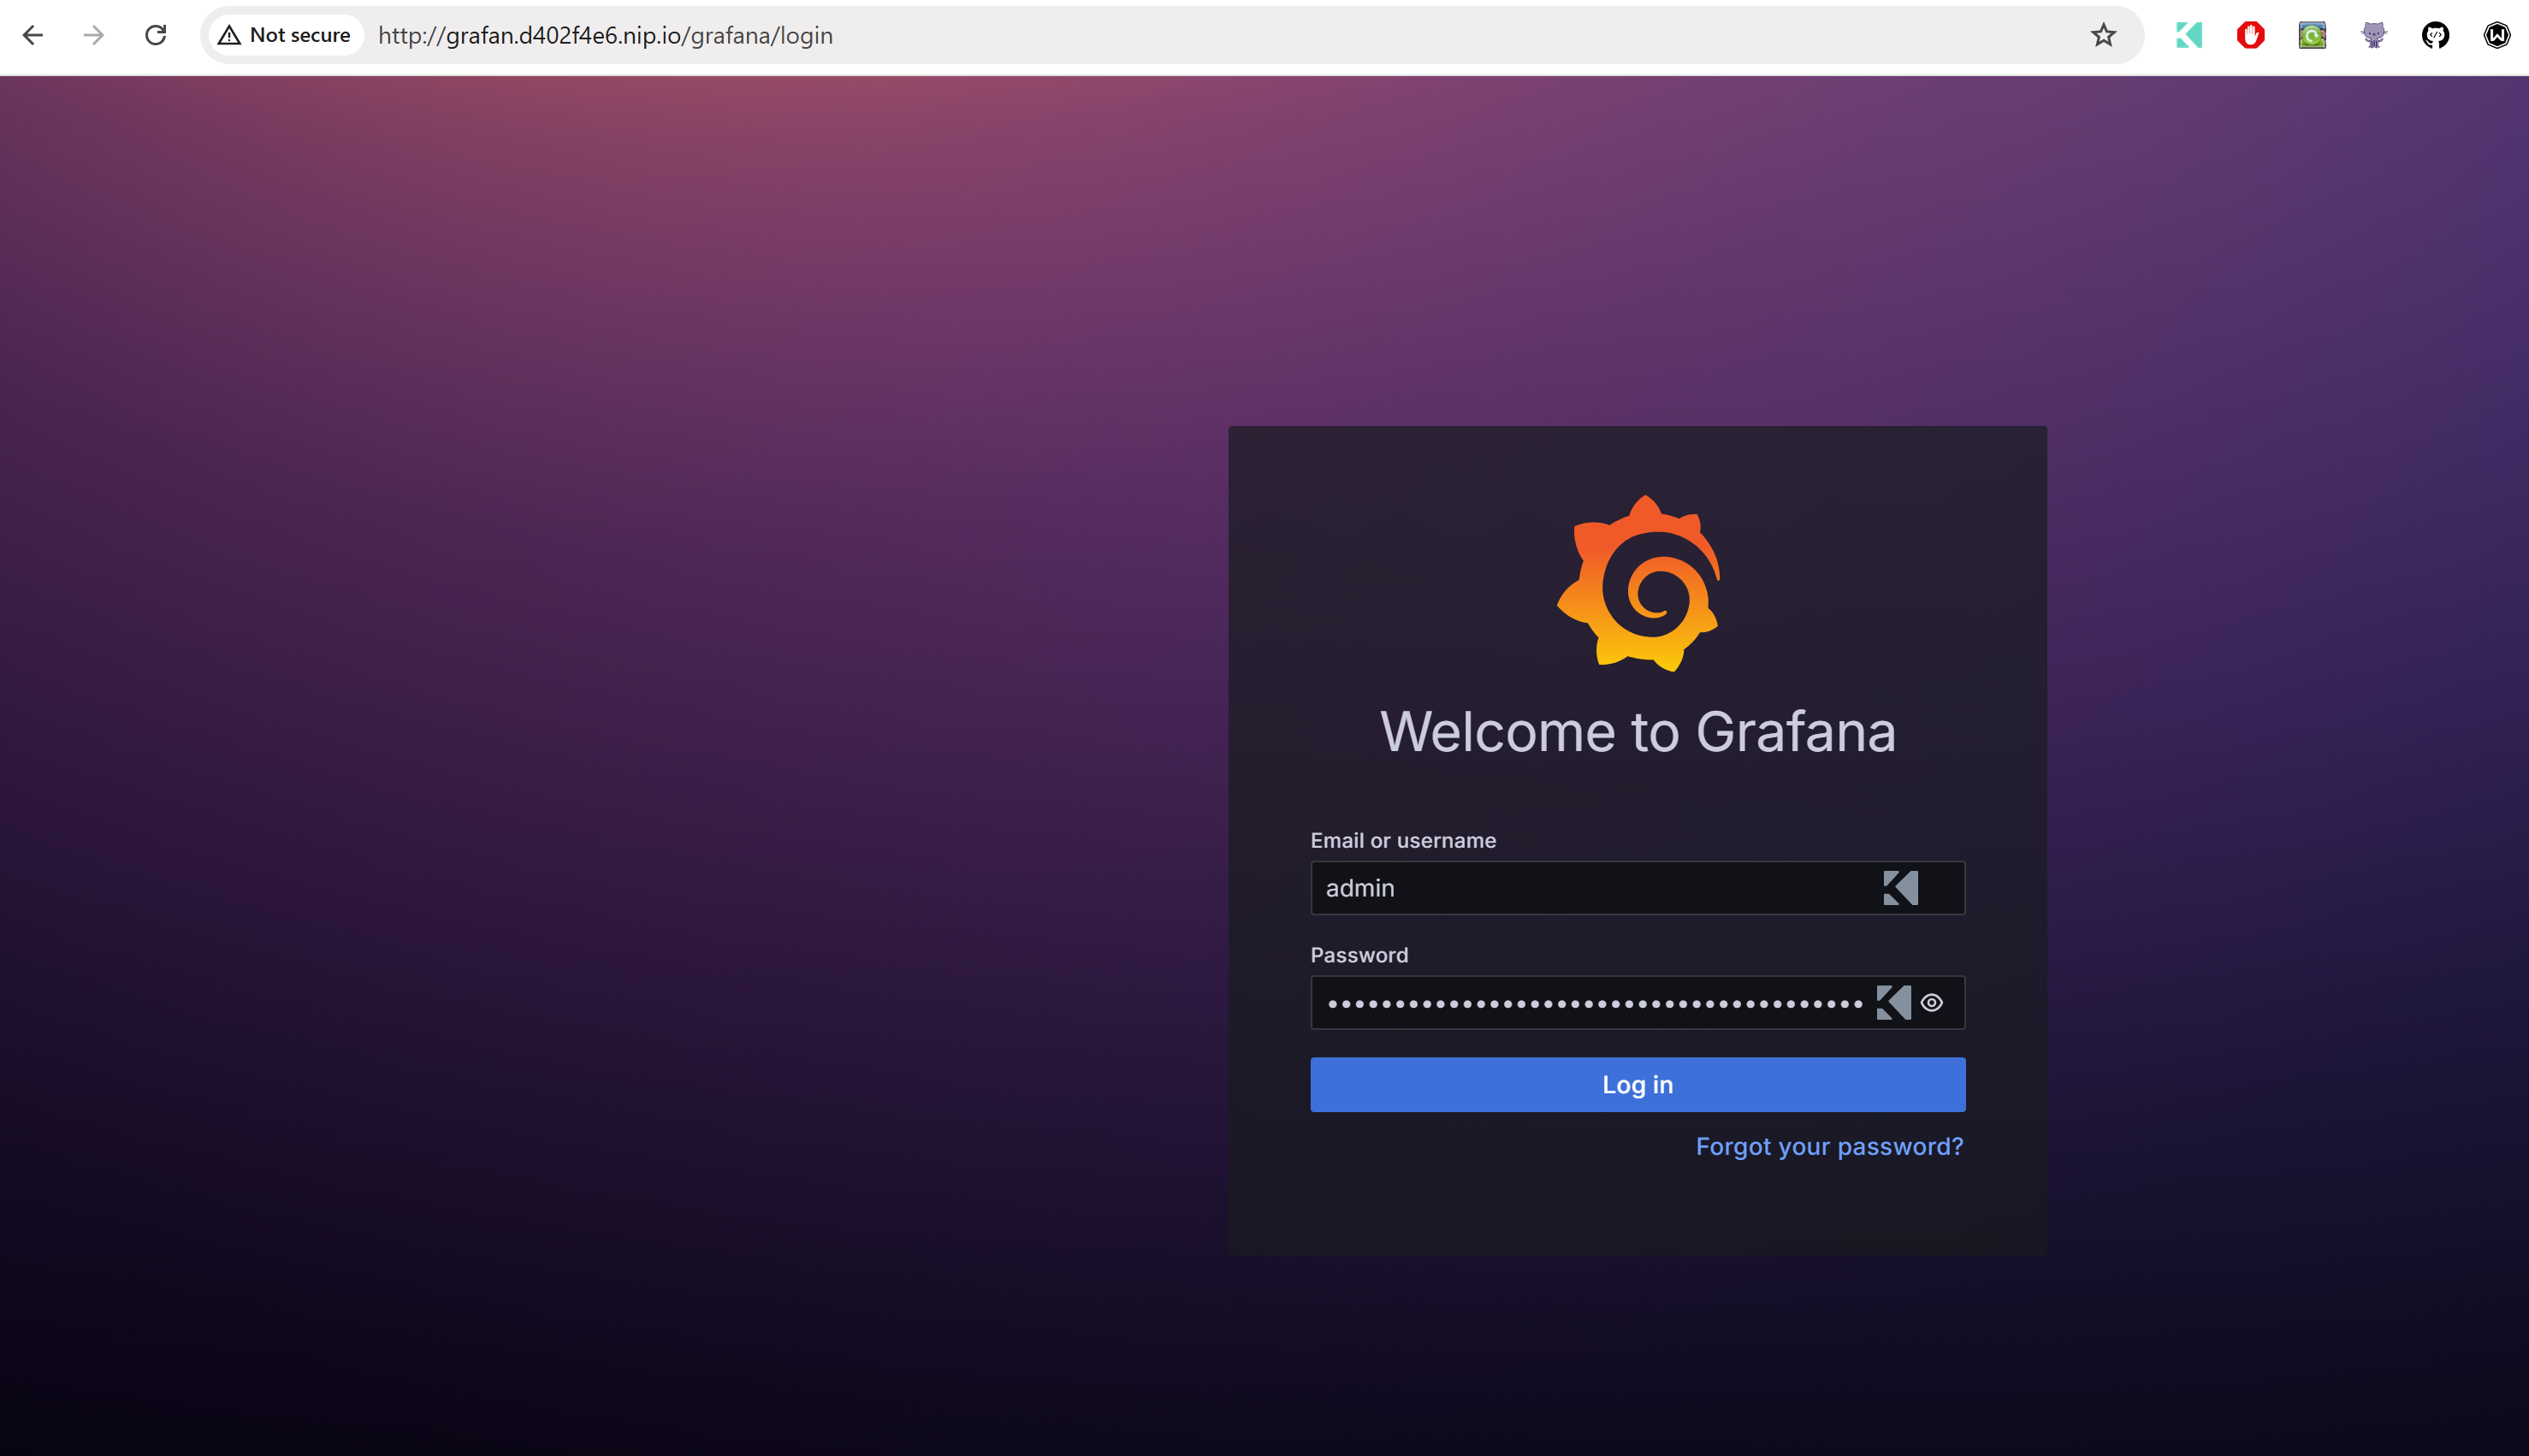 Not secure http://grafan.d402f4e6.nip.io/grafana/login
Welcome to Grafana
Email or username
admin
Password
••••••••••••••••••••••••••••••••••••••••
Log in
Forgot your password?